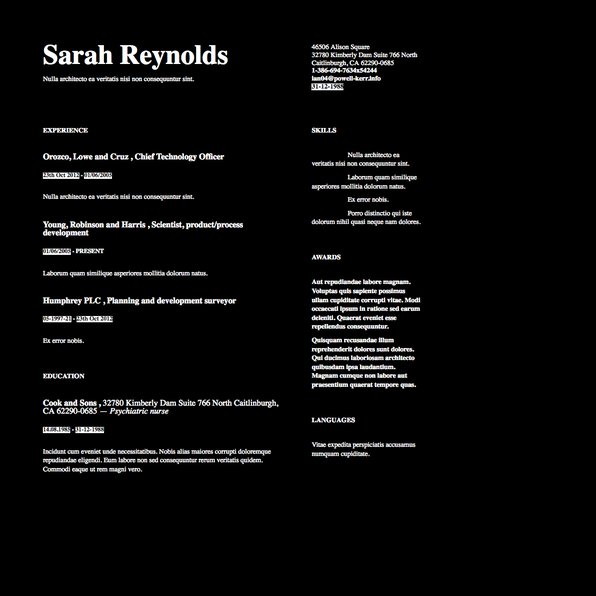 Sarah Reynolds
Nulla architecto ea veritatis nisi non consequuntur sint.
46506 Alison Square
32780 Kimberly Dam Suite 766 North
Caitlinburgh, CA 62290-0685
1-386-694-7634x54244
ian04@powell-kerr.info
31-12-1988
EXPERIENCE
Orozco, Lowe and Cruz , Chief Technology Officer
25th Oct 2012 - 01/06/2005
Nulla architecto ea veritatis nisi non consequuntur sint.
Young, Robinson and Harris , Scientist, product/process
development
01/06/2005 - PRESENT
Laborum quam similique asperiores mollitia dolorum natus.
Humphrey PLC , Planning and development surveyor
05-1997-21 - 25th Oct 2012
Ex error nobis.
EDUCATION
Cook and Sons , 32780 Kimberly Dam Suite 766 North Caitlinburgh,
CA 62290-0685 — Psychiatric nurse
14.08.1985 - 31-12-1988
Incidunt cum eveniet unde necessitatibus. Nobis alias maiores corrupti doloremque
repudiandae eligendi. Eum labore non sed consequuntur rerum veritatis quidem.
Commodi eaque ut rem magni vero.
SKILLS
Nulla architecto ea
veritatis nisi non consequuntur sint.
Laborum quam similique
asperiores mollitia dolorum natus.
Ex error nobis.
Porro distinctio qui iste
dolorum nihil quasi neque nam dolores.
AWARDS
Aut repudiandae labore magnam.
Voluptas quis sapiente possimus
ullam cupiditate corrupti vitae. Modi
occaecati ipsum in ratione sed earum
deleniti. Quaerat eveniet esse
repellendus consequuntur.
Quisquam recusandae illum
reprehenderit dolores sunt dolores.
Qui ducimus laboriosam architecto
quibusdam ipsa laudantium.
Magnam cumque non labore aut
praesentium quaerat tempore quas.
LANGUAGES
Vitae expedita perspiciatis accusamus
numquam cupiditate.